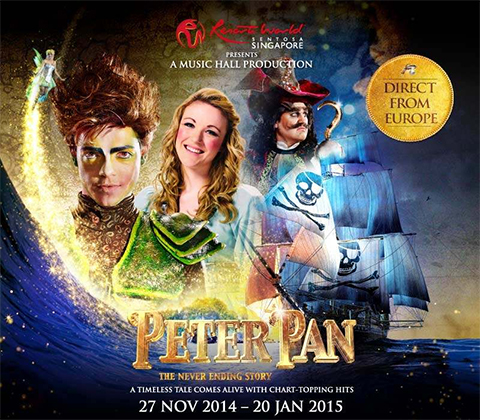 Resorts World
SENTOSA
SINGAPORE
PRESENTS
A MUSIC HALL PRODUCTION
DIRECT
FROM
EUROPE
PETER PAN
THE NEVER ENDING STORY
A TIMELESS TALE COMES ALIVE WITH CHART-TOPPING HITS
27 NOV 2014 – 20 JAN 2015